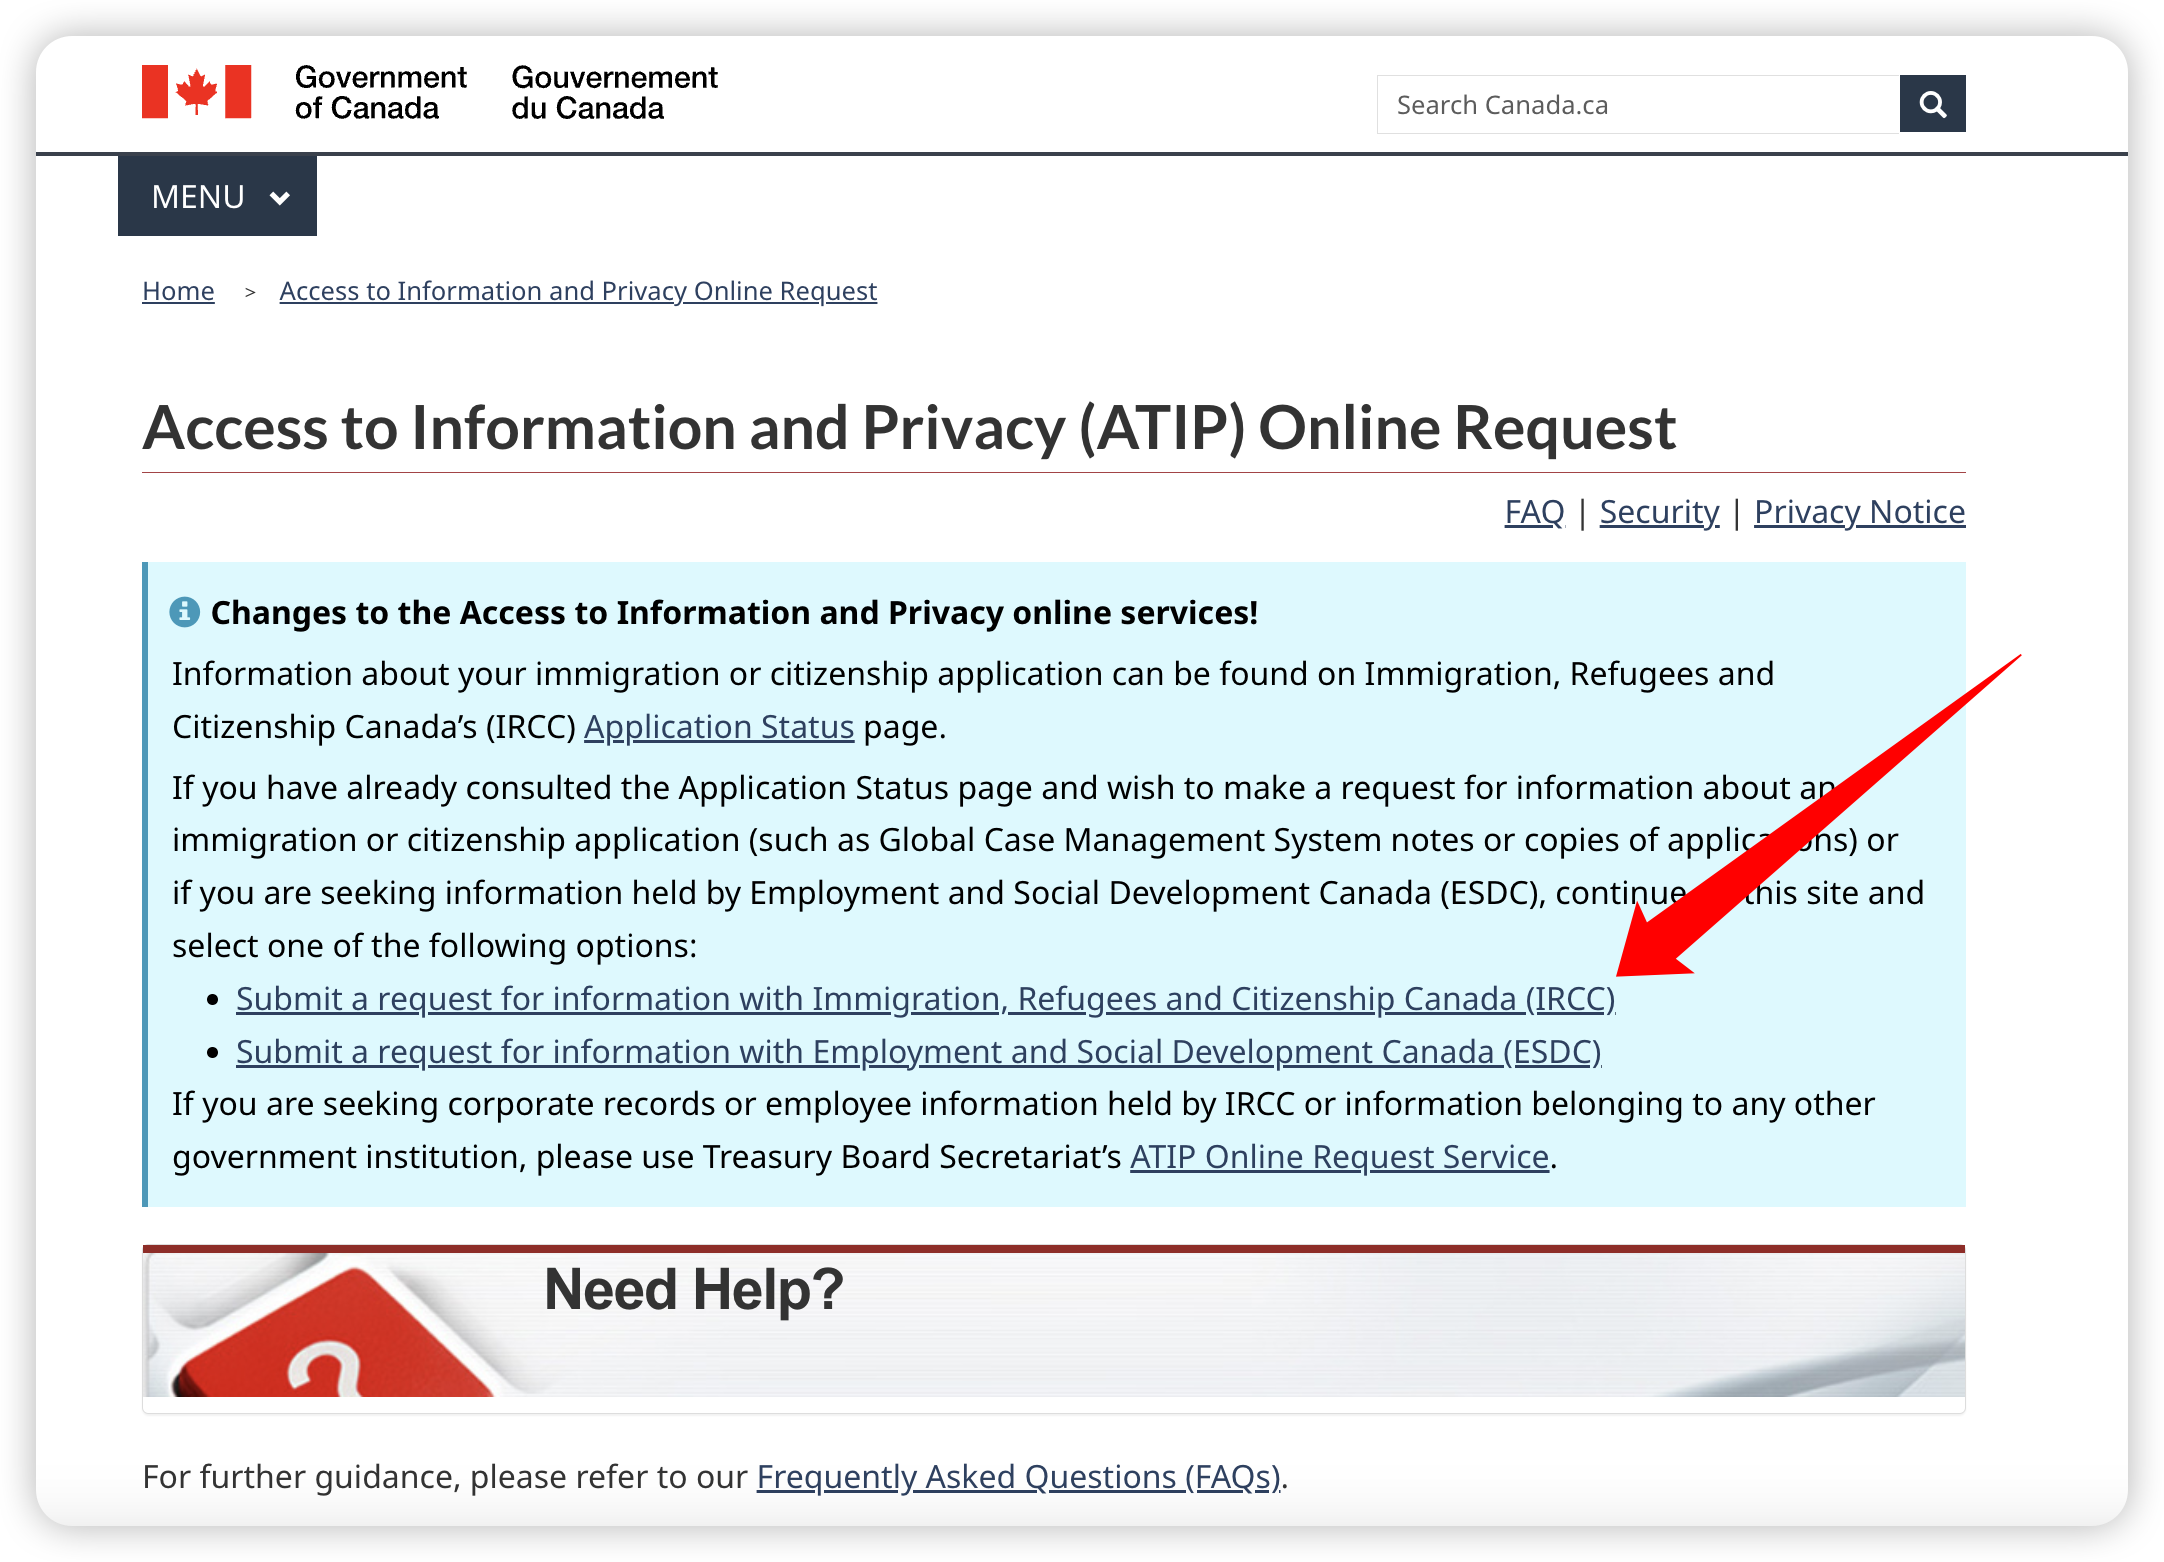 Government of Canada
Gouvernement du Canada
Search Canada.ca
MENU
Home > Access to Information and Privacy Online Request
Access to Information and Privacy (ATIP) Online Request
FAQ | Security | Privacy Notice
Changes to the Access to Information and Privacy online services!
Information about your immigration or citizenship application can be found on Immigration, Refugees and
Citizenship Canada’s (IRCC) Application Status page.
If you have already consulted the Application Status page and wish to make a request for information about an
immigration or citizenship application (such as Global Case Management System notes or copies of applications) or
if you are seeking information held by Employment and Social Development Canada (ESDC), continue this site and
select one of the following options:
• Submit a request for information with Immigration, Refugees and Citizenship Canada (IRCC)
• Submit a request for information with Employment and Social Development Canada (ESDC)
If you are seeking corporate records or employee information held by IRCC or information belonging to any other
government institution, please use Treasury Board Secretariat’s ATIP Online Request Service.
Need Help?
?
For further guidance, please refer to our Frequently Asked Questions (FAQs).